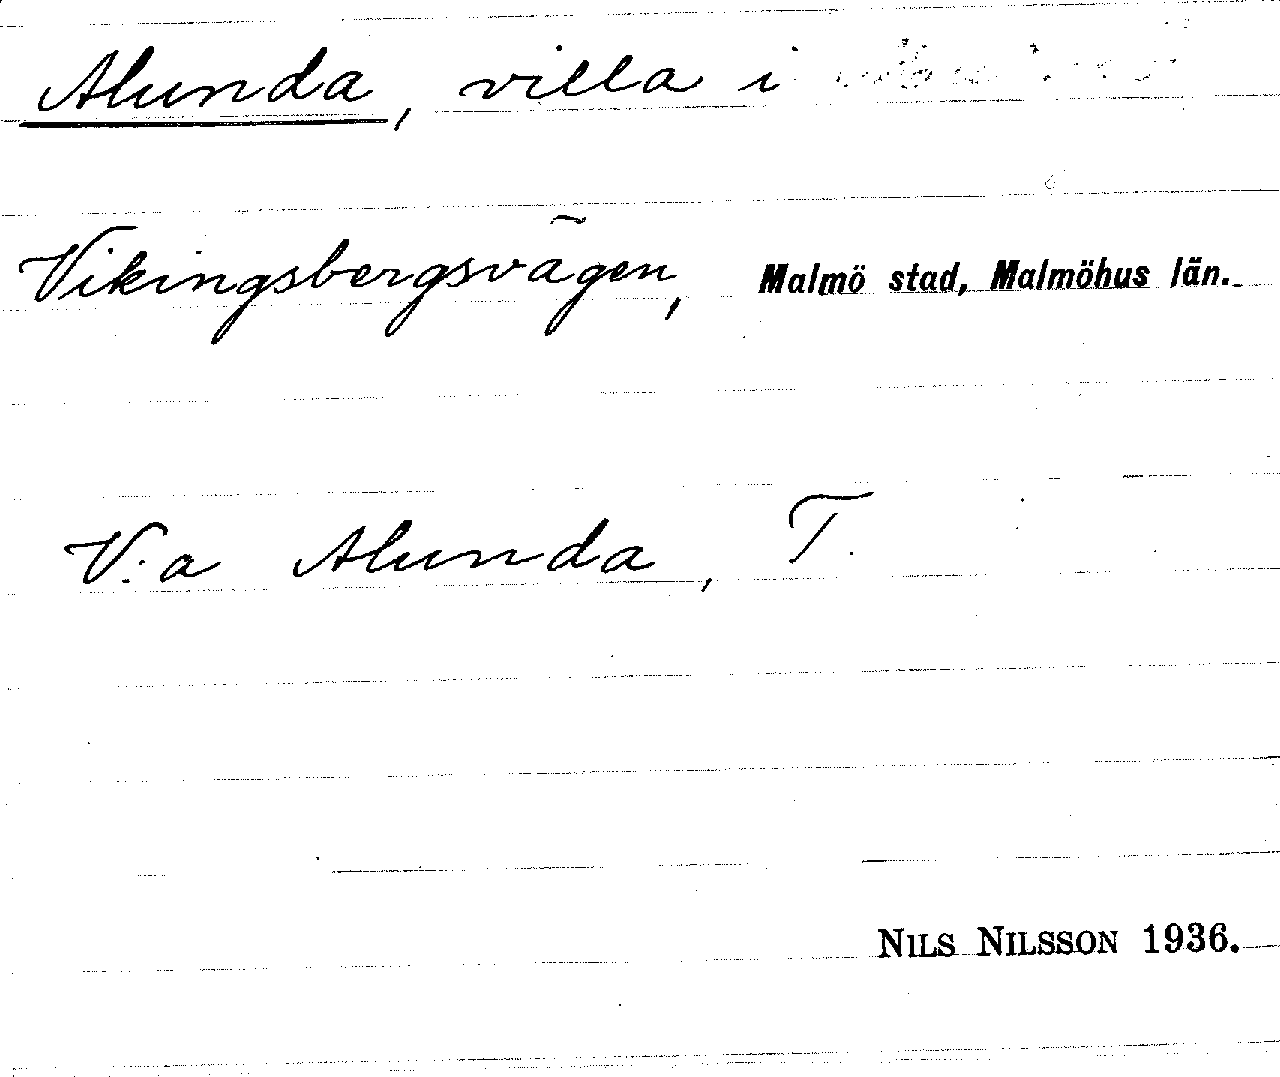 Alunda, villa i
Vikingsbergsvägen, Malmö stad, Malmöhus län.
V:a Alunda, T.
NILS NILSSON 1936.